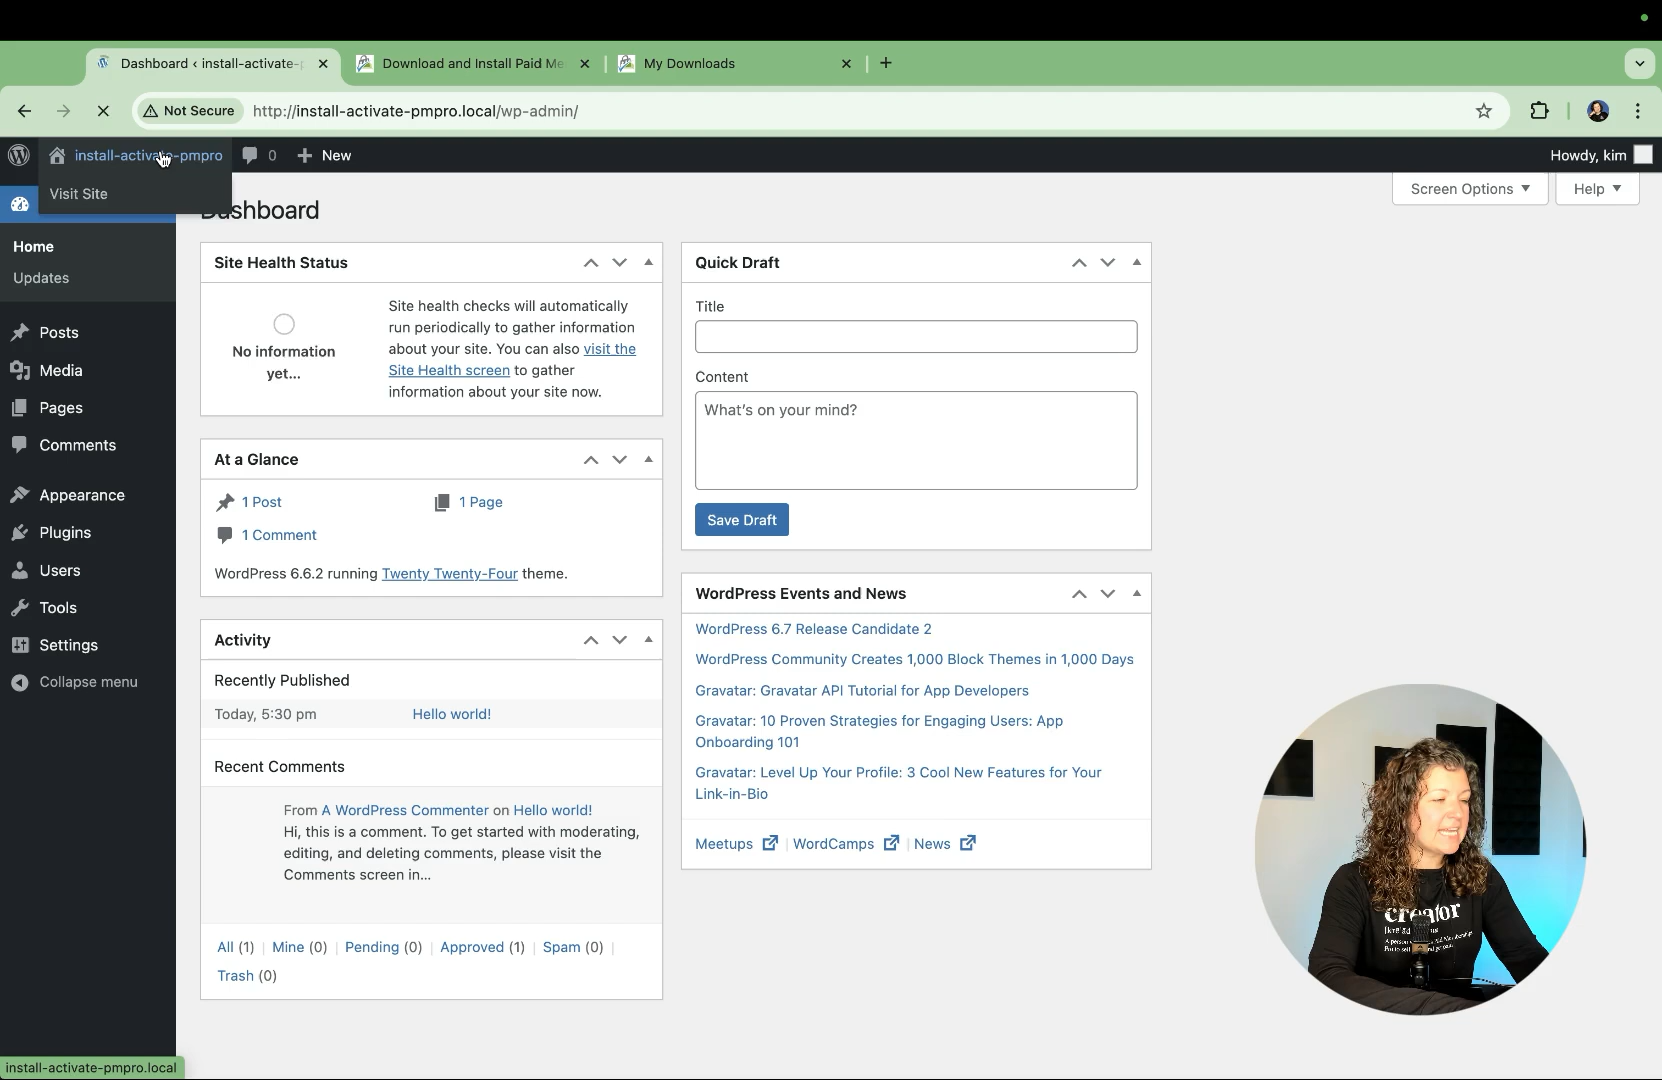 Dashboard ‹ install-activate-p
Download and Install Paid Me
My Downloads
Not Secure
http://install-activate-pmpro.local/wp-admin/
install-activate-pmpro
0
New
Howdy, kim
Visit Site
Screen Options
Help
Dashboard
Home
Updates
Posts
Media
Pages
Comments
Appearance
Plugins
Users
Tools
Settings
Collapse menu
Site Health Status
No information
yet...
Site health checks will automatically
run periodically to gather information
about your site. You can also visit the
Site Health screen to gather
information about your site now.
At a Glance
1 Post
1 Page
1 Comment
WordPress 6.6.2 running Twenty Twenty-Four theme.
Activity
Recently Published
Today, 5:30 pm
Hello world!
Recent Comments
From A WordPress Commenter on Hello world!
Hi, this is a comment. To get started with moderating,
editing, and deleting comments, please visit the
Comments screen in...
All (1) | Mine (0) | Pending (0) | Approved (1) | Spam (0) |
Trash (0)
Quick Draft
Title
Content
What's on your mind?
Save Draft
WordPress Events and News
WordPress 6.7 Release Candidate 2
WordPress Community Creates 1,000 Block Themes in 1,000 Days
Gravatar: Gravatar API Tutorial for App Developers
Gravatar: 10 Proven Strategies for Engaging Users: App
Onboarding 101
Gravatar: Level Up Your Profile: 3 Cool New Features for Your
Link-in-Bio
Meetups | WordCamps | News
creator
install-activate-pmpro.local